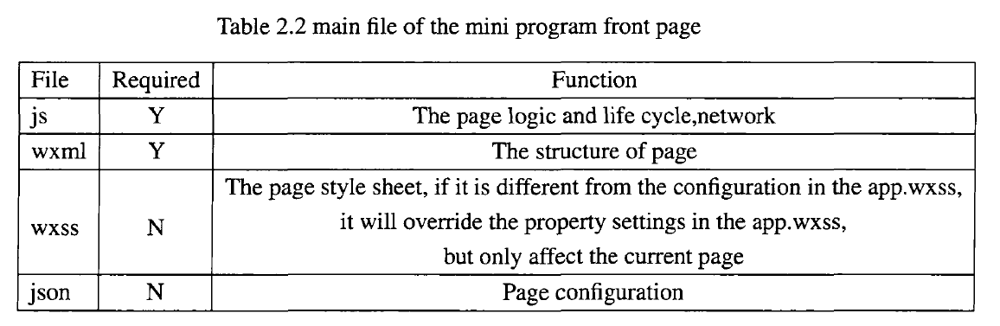 Table 2.2 main file of the mini program front page
File Required Function
js Y The page logic and life cycle,network
wxml Y The structure of page
The page style sheet, if it is different from the configuration in the app.wxss,
wxss N it will override the property settings in the app.wxss,
but only affect the current page
json N Page configuration